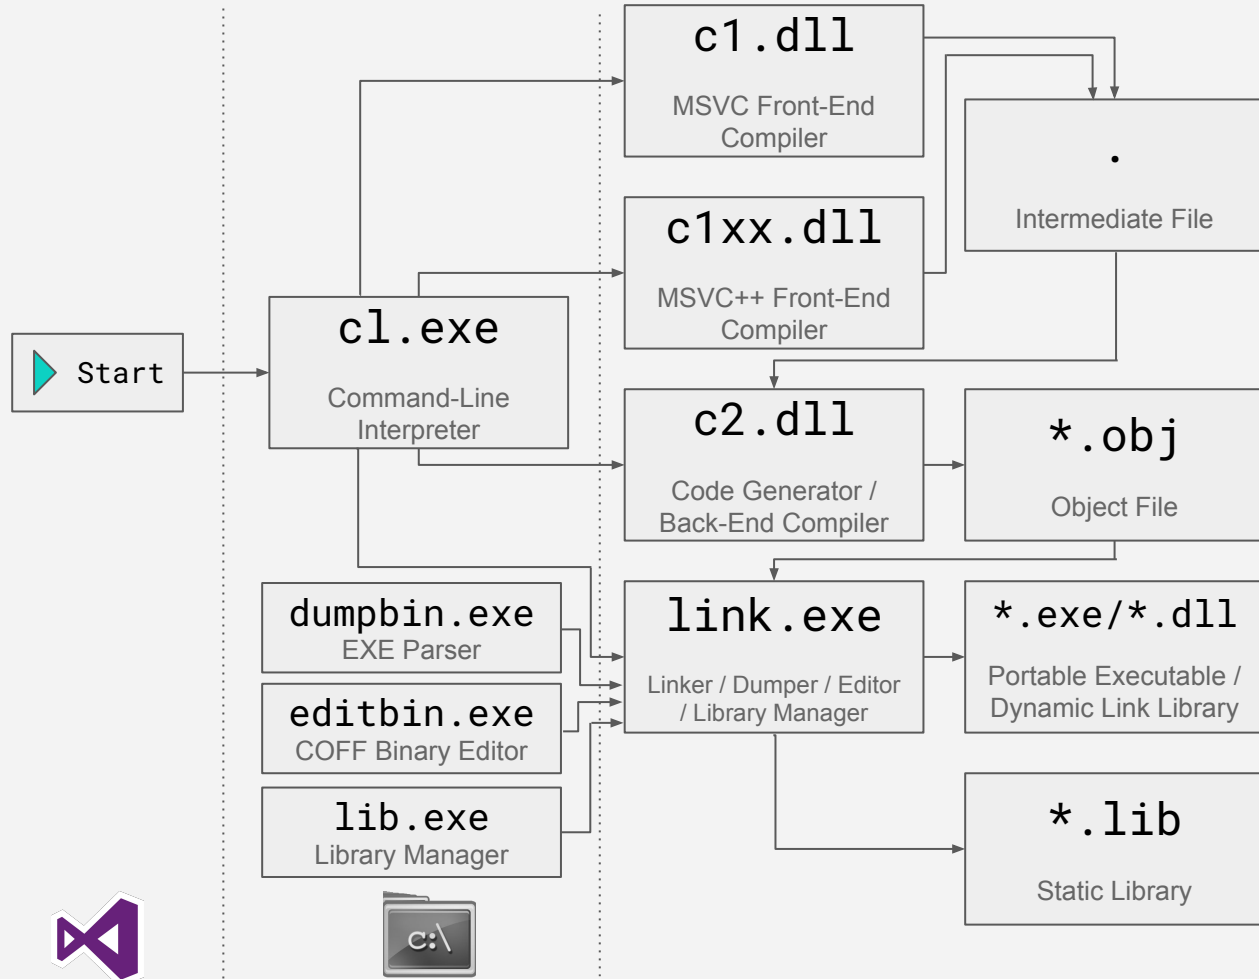 c1.dll
MSVC Front-End
Compiler
.
Intermediate File
c1xx.dll
MSVC++ Front-End
Compiler
cl.exe
Command-Line
Interpreter
Start
c2.dll
Code Generator /
Back-End Compiler
*.obj
Object File
dumpbin.exe
EXE Parser
editbin.exe
COFF Binary Editor
lib.exe
Library Manager
link.exe
Linker / Dumper / Editor
/ Library Manager
*.exe/*.dll
Portable Executable /
Dynamic Link Library
*.lib
Static Library
c:\